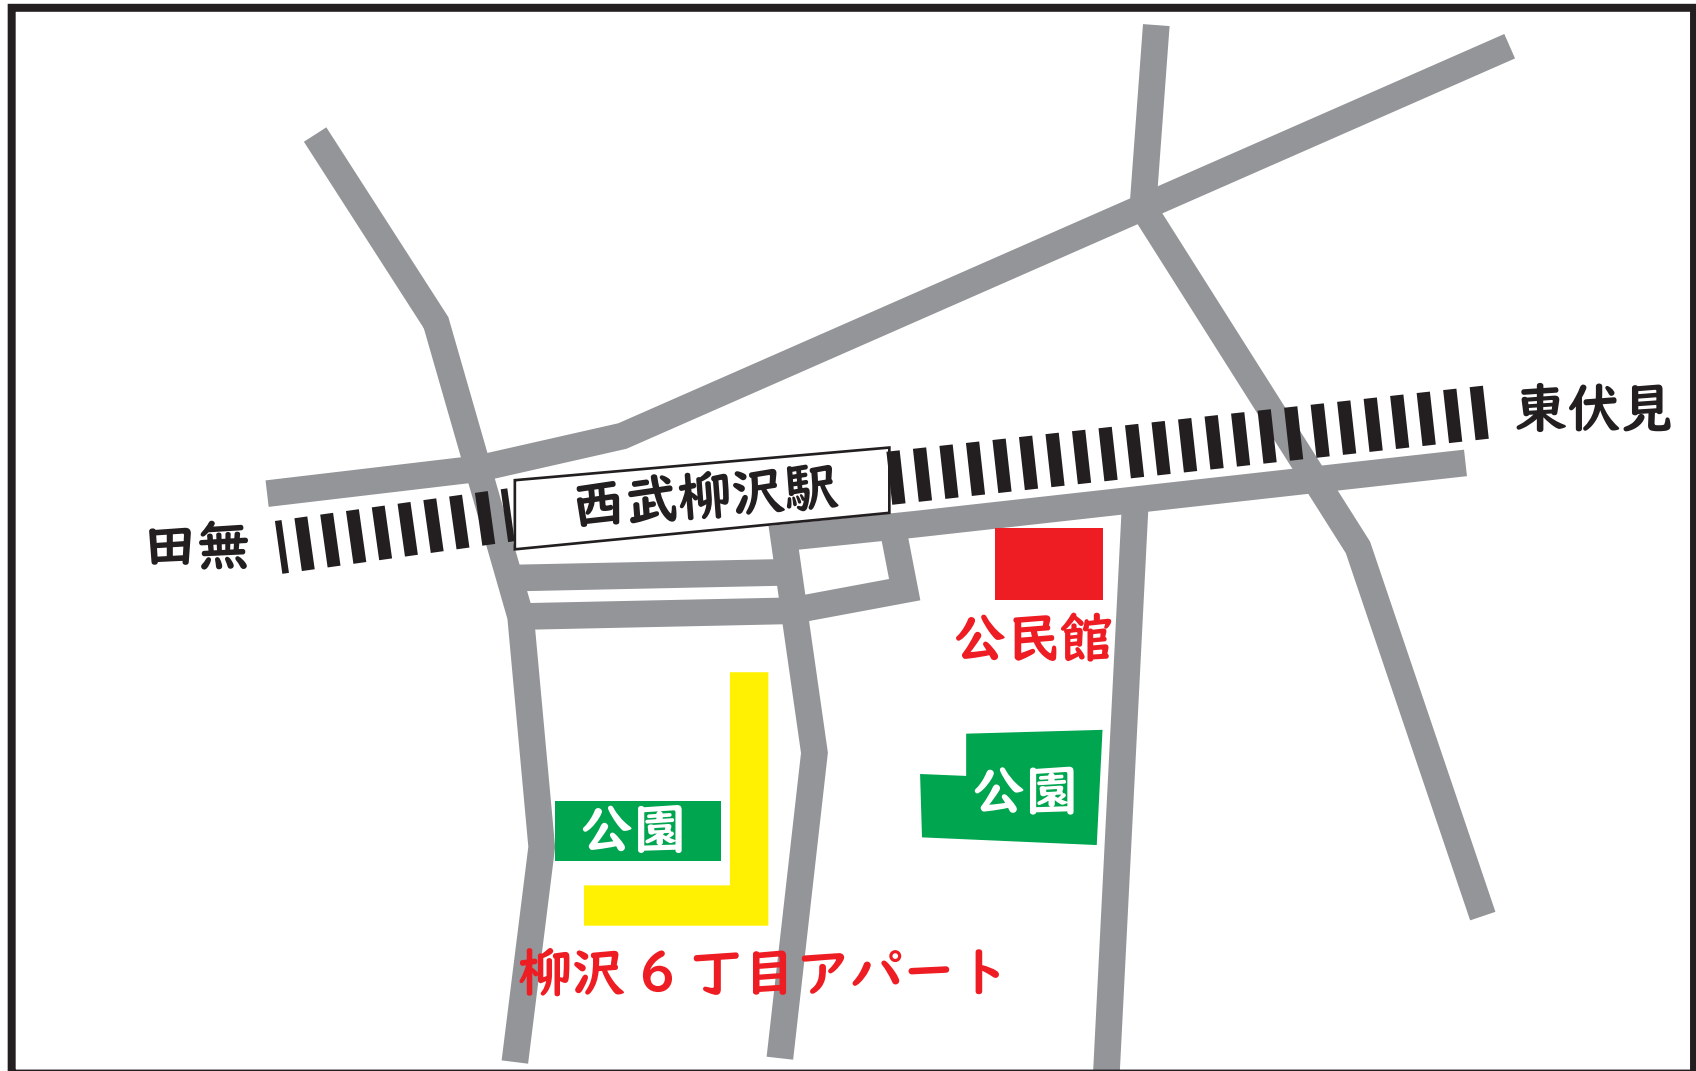 東伏見
西武柳沢駅
田無
公民館
公園
公園
柳沢6丁目アパート